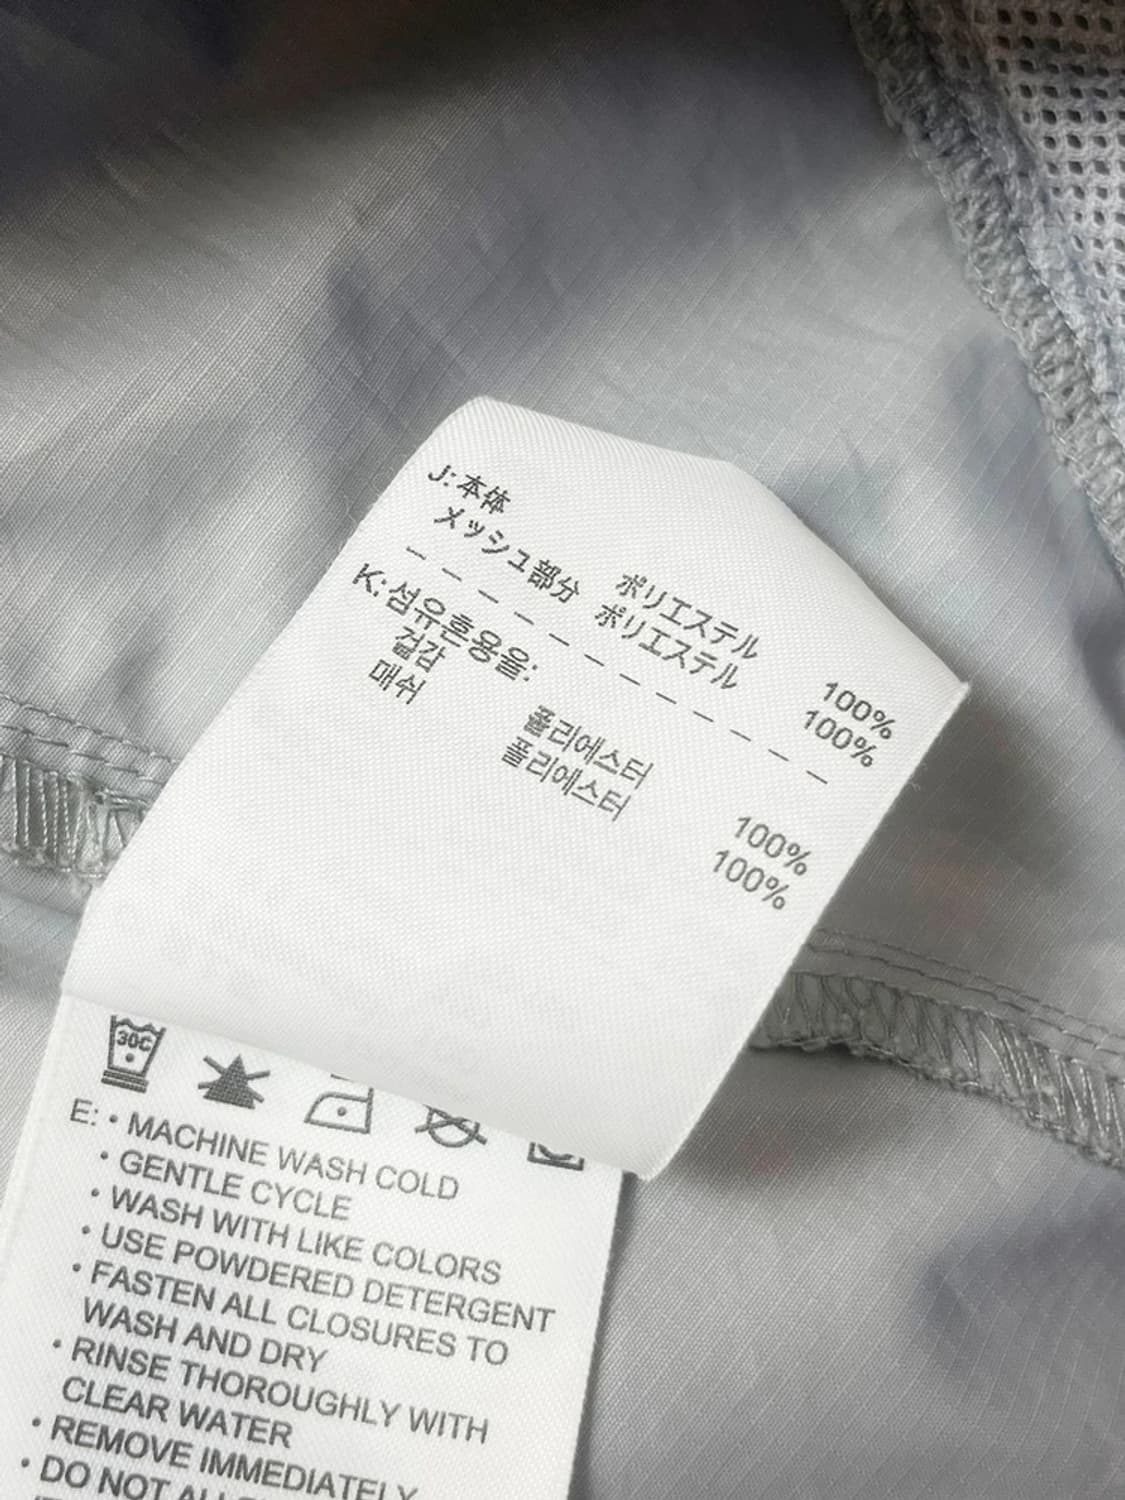 J: 本体 ポリエステル 100%
メッシュ部分 ポリエステル 100%
K: 섬유혼용율:
겉감 폴리에스터 100%
매쉬 폴리에스터 100%
30C
E: • MACHINE WASH COLD
• GENTLE CYCLE
• WASH WITH LIKE COLORS
• USE POWDERED DETERGENT
• FASTEN ALL CLOSURES TO
WASH AND DRY
• RINSE THOROUGHLY WITH
CLEAR WATER
• REMOVE IMMEDIATELY
• DO NOT